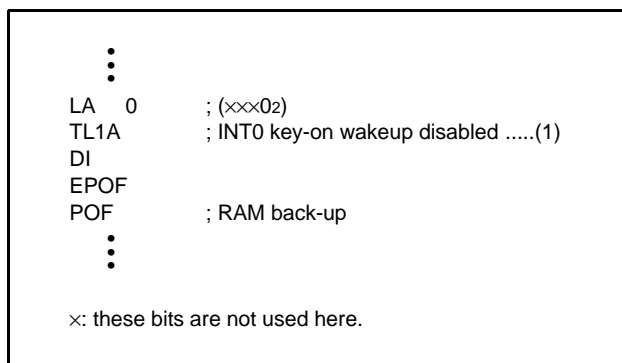 LA 0 ; (×××0₂)
TL1A ; INT0 key-on wakeup disabled .....(1)
DI
EPOF
POF ; RAM back-up
×: these bits are not used here.